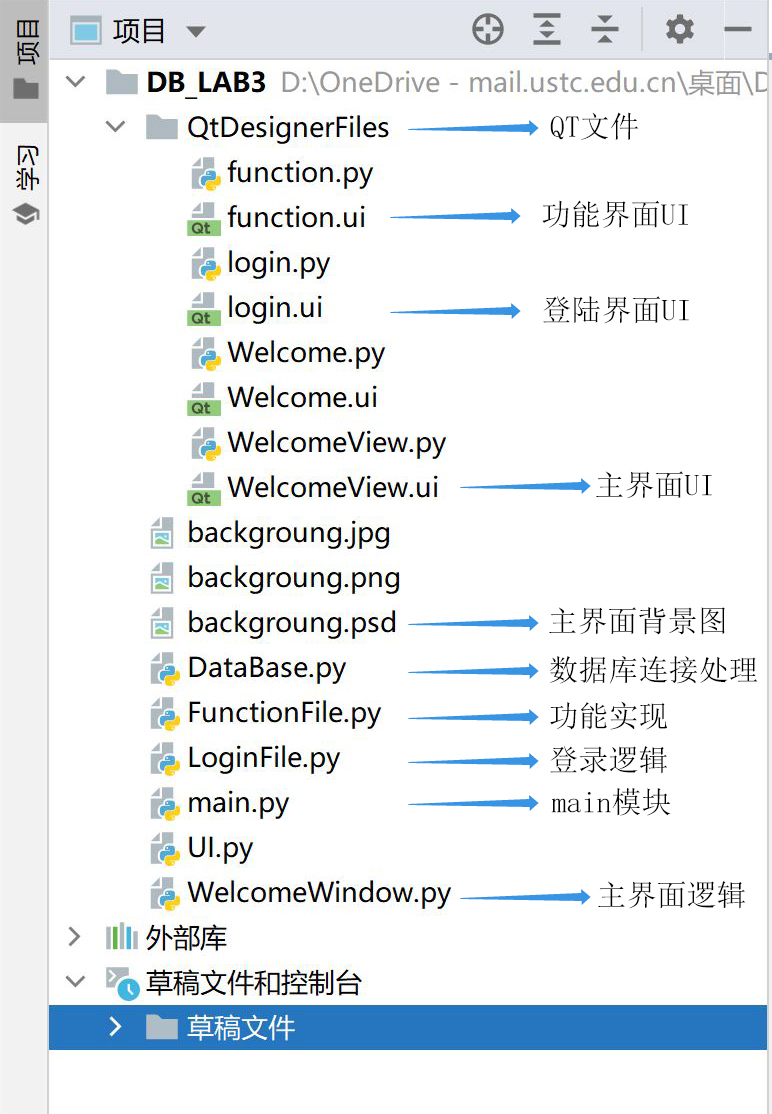 项目
项目
学习
DB_LAB3 D:\OneDrive - mail.ustc.edu.cn\桌面\D
QtDesignerFiles QT文件
function.py
function.ui 功能界面UI
login.py
login.ui 登陆界面UI
Welcome.py
Welcome.ui
WelcomeView.py
WelcomeView.ui 主界面UI
backgroung.jpg
backgroung.png
backgroung.psd 主界面背景图
DataBase.py 数据库连接处理
FunctionFile.py 功能实现
LoginFile.py 登录逻辑
main.py main模块
UI.py
WelcomeWindow.py 主界面逻辑
外部库
草稿文件和控制台
草稿文件